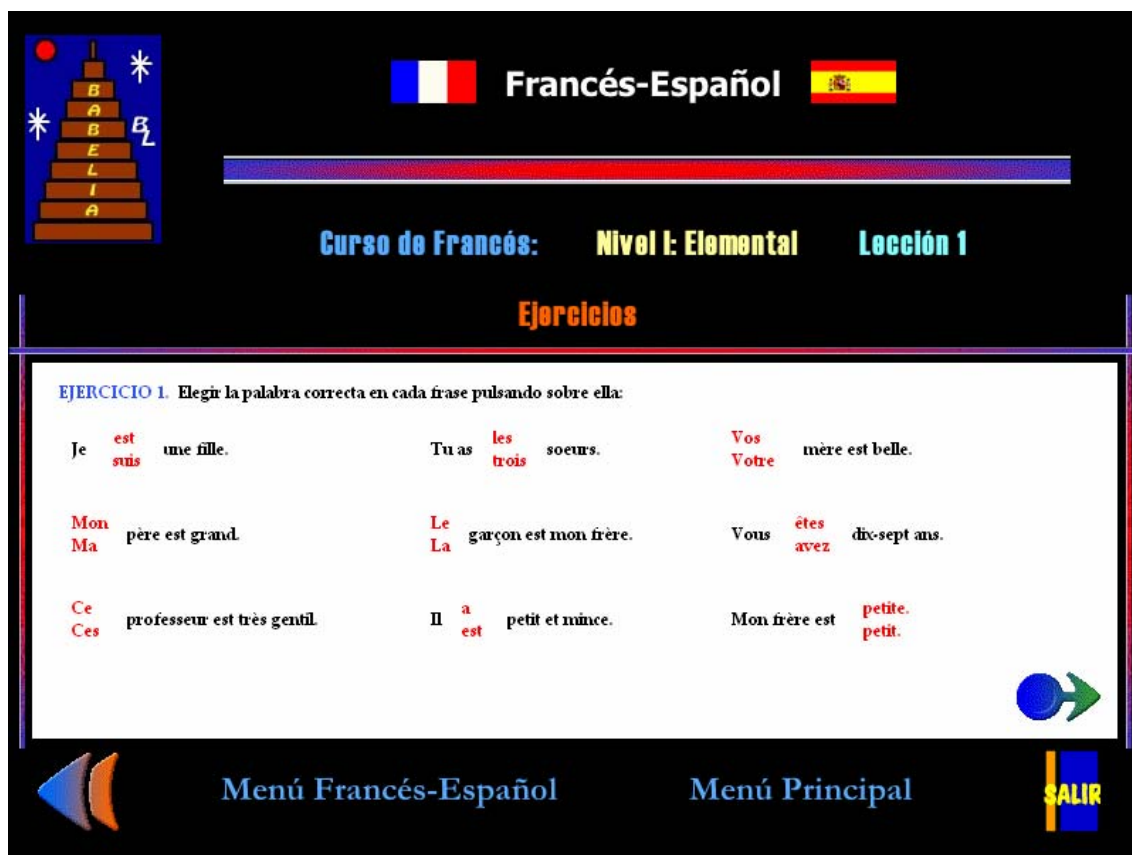 BABELIA
BL
Francés-Español
Curso de Francés: Nivel I: Elemental Lección 1
Ejercicios
EJERCICIO 1. Elegir la palabra correcta en cada frase pulsando sobre ella:
Je est suis une fille.
Tu as les trois soeurs.
Vos Votre mère est belle.
Mon Ma père est grand.
Le La garçon est mon frère.
Vous êtes avez dix-sept ans.
Ce Ces professeur est très gentil.
Il a est petit et mince.
Mon frère est petite. petit.
Menú Francés-Español Menú Principal SALIR